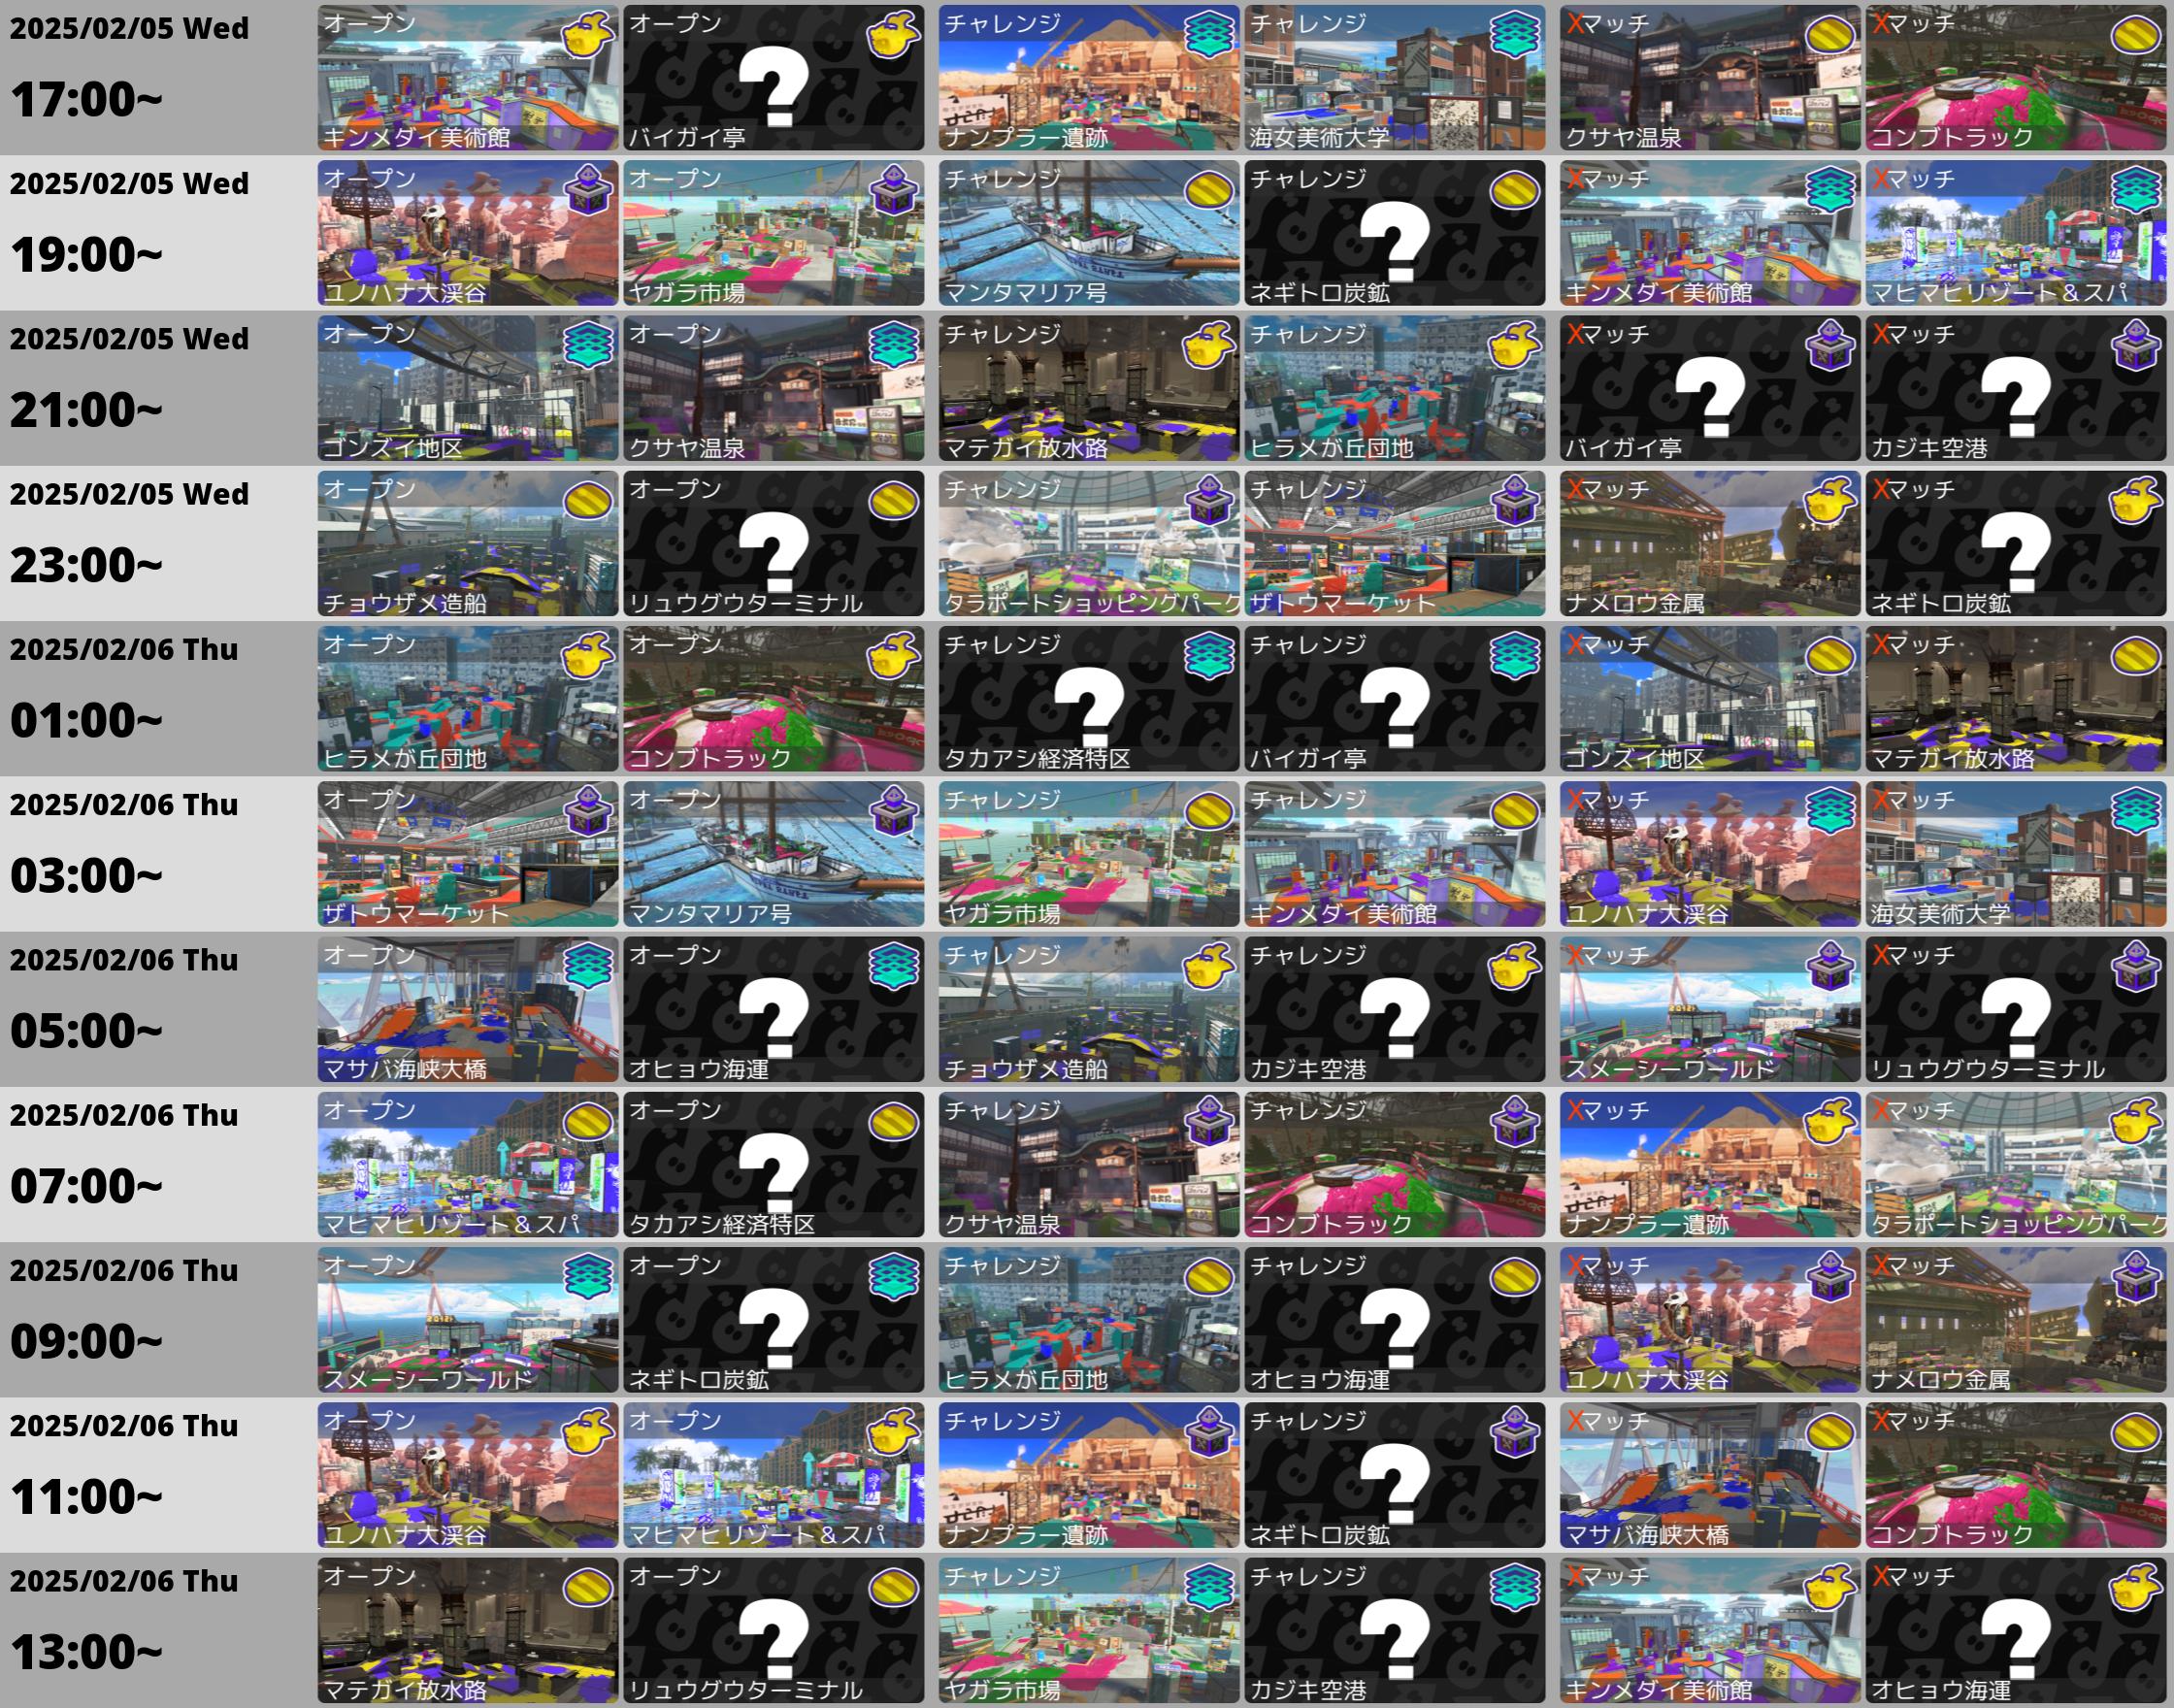 2025/02/05 Wed
17:00~
オープン
キンメダイ美術館
オープン
バイガイ亭
チャレンジ
ナンプラー遺跡
チャレンジ
海女美術大学
Xマッチ
クサヤ温泉
Xマッチ
コンブトラック
2025/02/05 Wed
19:00~
オープン
ユノハナ大渓谷
オープン
ヤガラ市場
チャレンジ
マンタマリア号
チャレンジ
ネギトロ炭鉱
Xマッチ
キンメダイ美術館
Xマッチ
マヒマヒリゾート＆スパ
2025/02/05 Wed
21:00~
オープン
ゴンズイ地区
オープン
クサヤ温泉
チャレンジ
マテガイ放水路
チャレンジ
ヒラメが丘団地
Xマッチ
バイガイ亭
Xマッチ
カジキ空港
2025/02/05 Wed
23:00~
オープン
チョウザメ造船
オープン
リュウグウターミナル
チャレンジ
タラポートショッピングパーク
チャレンジ
ザトウマーケット
Xマッチ
ナメロウ金属
Xマッチ
ネギトロ炭鉱
2025/02/06 Thu
01:00~
オープン
ヒラメが丘団地
オープン
コンブトラック
チャレンジ
タカアシ経済特区
チャレンジ
バイガイ亭
Xマッチ
ゴンズイ地区
Xマッチ
マテガイ放水路
2025/02/06 Thu
03:00~
オープン
ザトウマーケット
オープン
マンタマリア号
チャレンジ
ヤガラ市場
チャレンジ
キンメダイ美術館
Xマッチ
ユノハナ大渓谷
Xマッチ
海女美術大学
2025/02/06 Thu
05:00~
オープン
マサバ海峡大橋
オープン
オヒョウ海運
チャレンジ
チョウザメ造船
チャレンジ
カジキ空港
Xマッチ
スメーシーワールド
Xマッチ
リュウグウターミナル
2025/02/06 Thu
07:00~
オープン
マヒマヒリゾート＆スパ
オープン
タカアシ経済特区
チャレンジ
クサヤ温泉
チャレンジ
コンブトラック
Xマッチ
ナンプラー遺跡
Xマッチ
タラポートショッピングパーク
2025/02/06 Thu
09:00~
オープン
スメーシーワールド
オープン
ネギトロ炭鉱
チャレンジ
ヒラメが丘団地
チャレンジ
オヒョウ海運
Xマッチ
ユノハナ大渓谷
Xマッチ
ナメロウ金属
2025/02/06 Thu
11:00~
オープン
ユノハナ大渓谷
オープン
マヒマヒリゾート＆スパ
チャレンジ
ナンプラー遺跡
チャレンジ
ネギトロ炭鉱
Xマッチ
マサバ海峡大橋
Xマッチ
コンブトラック
2025/02/06 Thu
13:00~
オープン
マテガイ放水路
オープン
リュウグウターミナル
チャレンジ
ヤガラ市場
チャレンジ
カジキ空港
Xマッチ
キンメダイ美術館
Xマッチ
オヒョウ海運